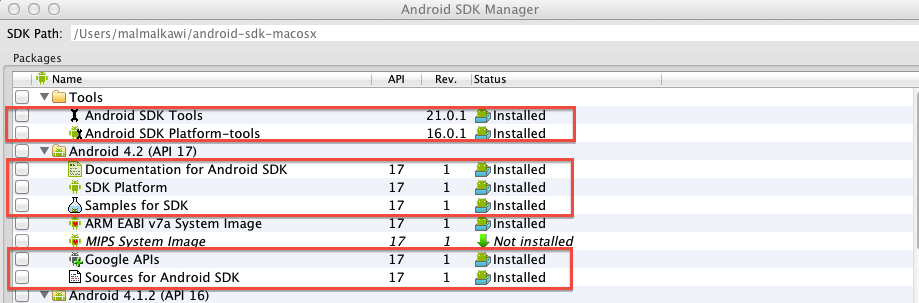 Android SDK Manager
SDK Path: /Users/malmalkawi/android-sdk-macosx
Packages
Name API Rev. Status
Tools
Android SDK Tools 21.0.1 Installed
Android SDK Platform-tools 16.0.1 Installed
Android 4.2 (API 17)
Documentation for Android SDK 17 1 Installed
SDK Platform 17 1 Installed
Samples for SDK 17 1 Installed
ARM EABI v7a System Image 17 1 Installed
MIPS System Image 17 1 Not installed
Google APIs 17 1 Installed
Sources for Android SDK 17 1 Installed
Android 4.1.2 (API 16)